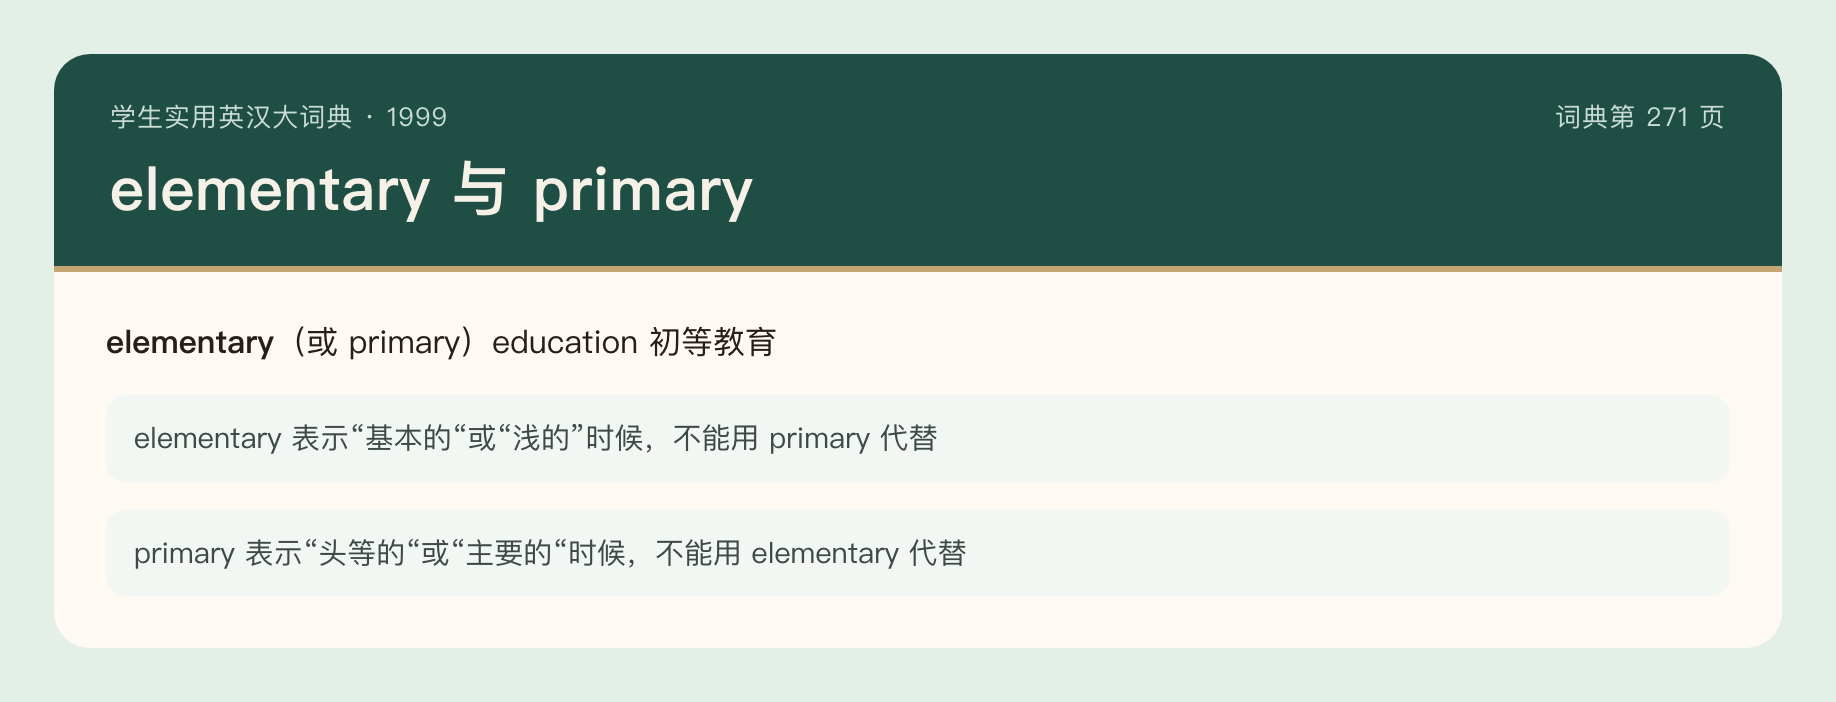 学生实用英汉大词典 · 1999
词典第 271 页
elementary 与 primary
elementary（或 primary）education 初等教育
elementary 表示“基本的“或“浅的”时候，不能用 primary 代替
primary 表示“头等的“或“主要的“时候，不能用 elementary 代替